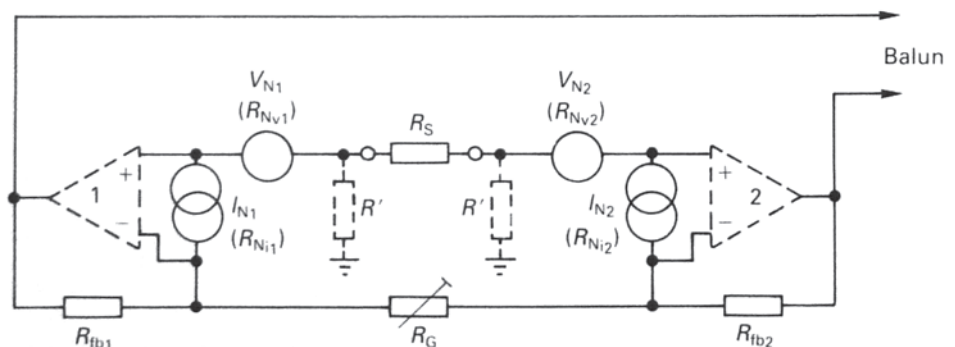 Balun
V_N1
(R_Nv1)
V_N2
(R_Nv2)
R_S
1
+
−
I_N1
(R_Ni1)
R'
R'
I_N2
(R_Ni2)
+
−
2
R_fb1
R_G
R_fb2